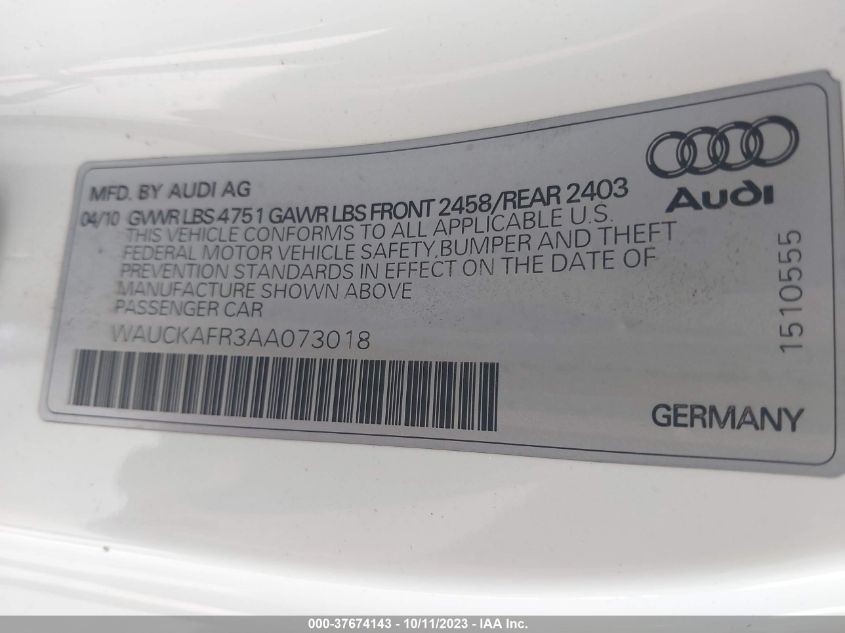 MFD. BY AUDI AG
04/10 GVWR LBS 4751 GAWR LBS FRONT 2458/REAR 2403
THIS VEHICLE CONFORMS TO ALL APPLICABLE U.S.
FEDERAL MOTOR VEHICLE SAFETY,BUMPER AND THEFT
PREVENTION STANDARDS IN EFFECT ON THE DATE OF
MANUFACTURE SHOWN ABOVE
PASSENGER CAR
WAUCKAFR3AA073018
Audi
1510555
GERMANY
000-37674143 - 10/11/2023 - IAA Inc.